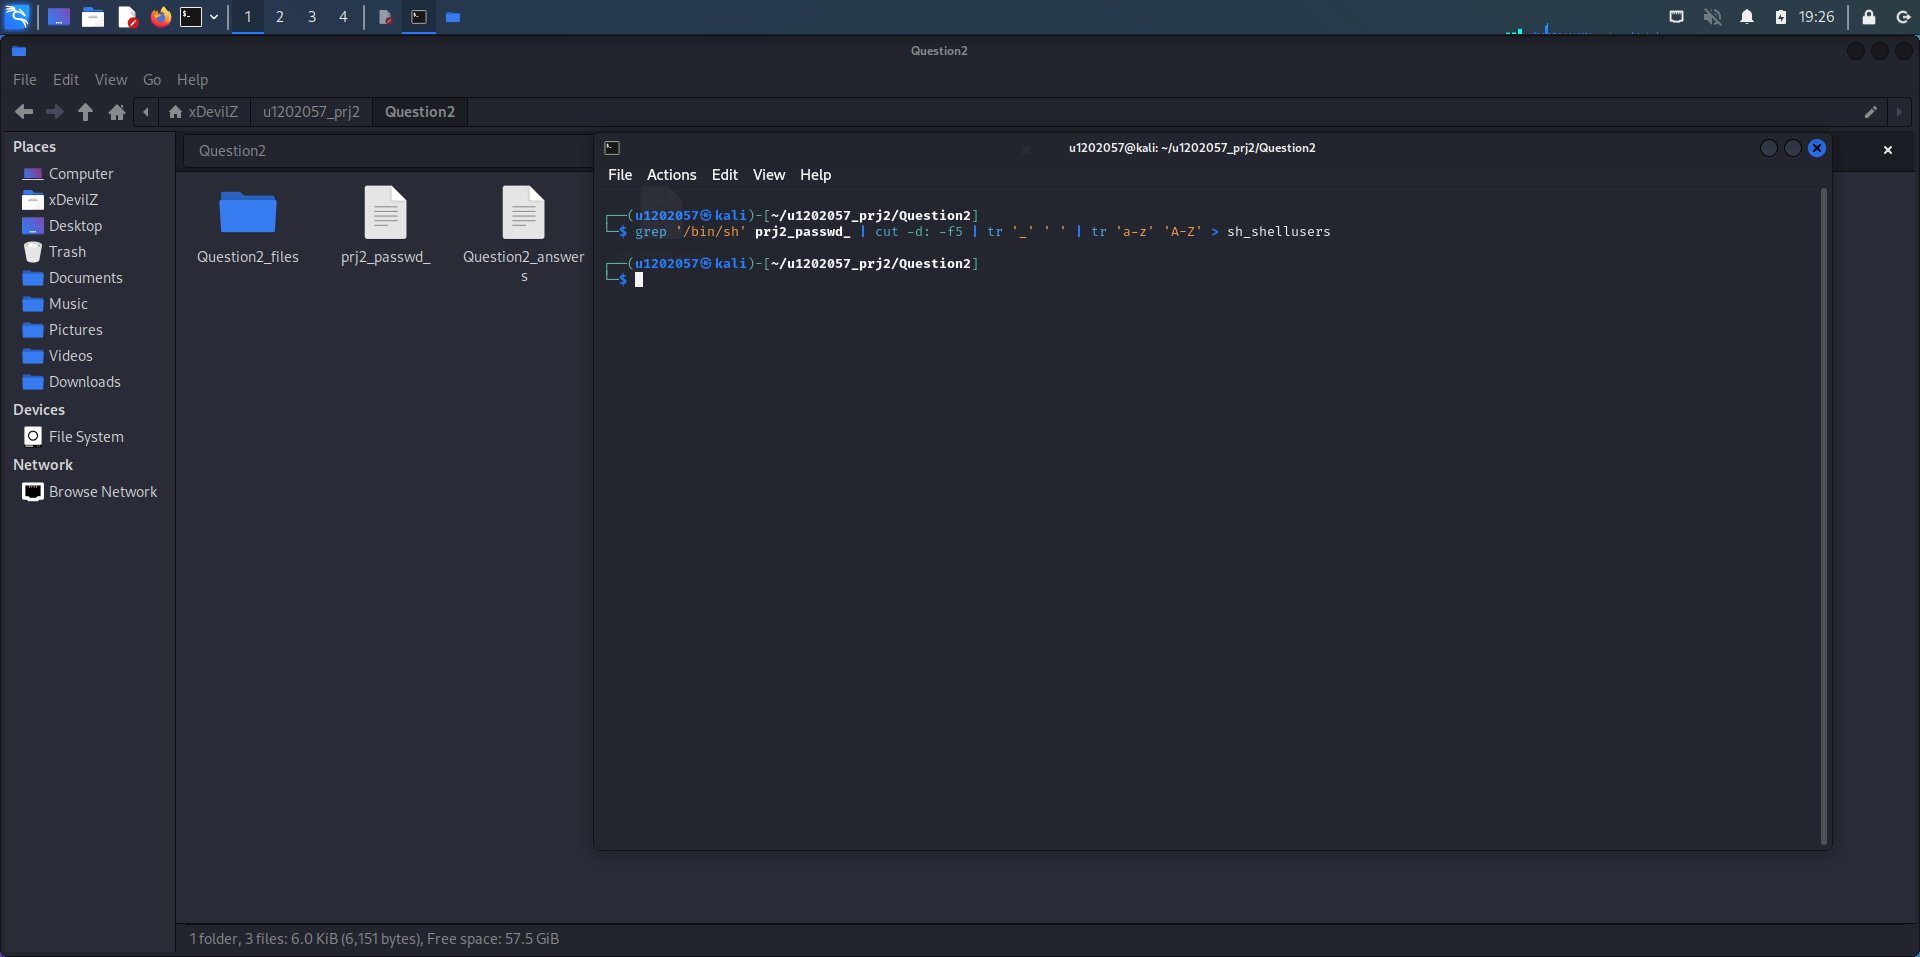 1 2 3 4
19:26
Question2
File Edit View Go Help
xDevilZ u1202057_prj2 Question2
Places
Computer
xDevilZ
Desktop
Trash
Documents
Music
Pictures
Videos
Downloads
Devices
File System
Network
Browse Network
Question2
Question2_files
prj2_passwd_
Question2_answer
s
1 folder, 3 files: 6.0 KiB (6,151 bytes), Free space: 57.5 GiB
u1202057@kali: ~/u1202057_prj2/Question2
File Actions Edit View Help
┌──(u1202057㉿kali)-[~/u1202057_prj2/Question2]
└─$ grep '/bin/sh' prj2_passwd_ | cut -d: -f5 | tr '_' ' ' | tr 'a-z' 'A-Z' > sh_shellusers
┌──(u1202057㉿kali)-[~/u1202057_prj2/Question2]
└─$